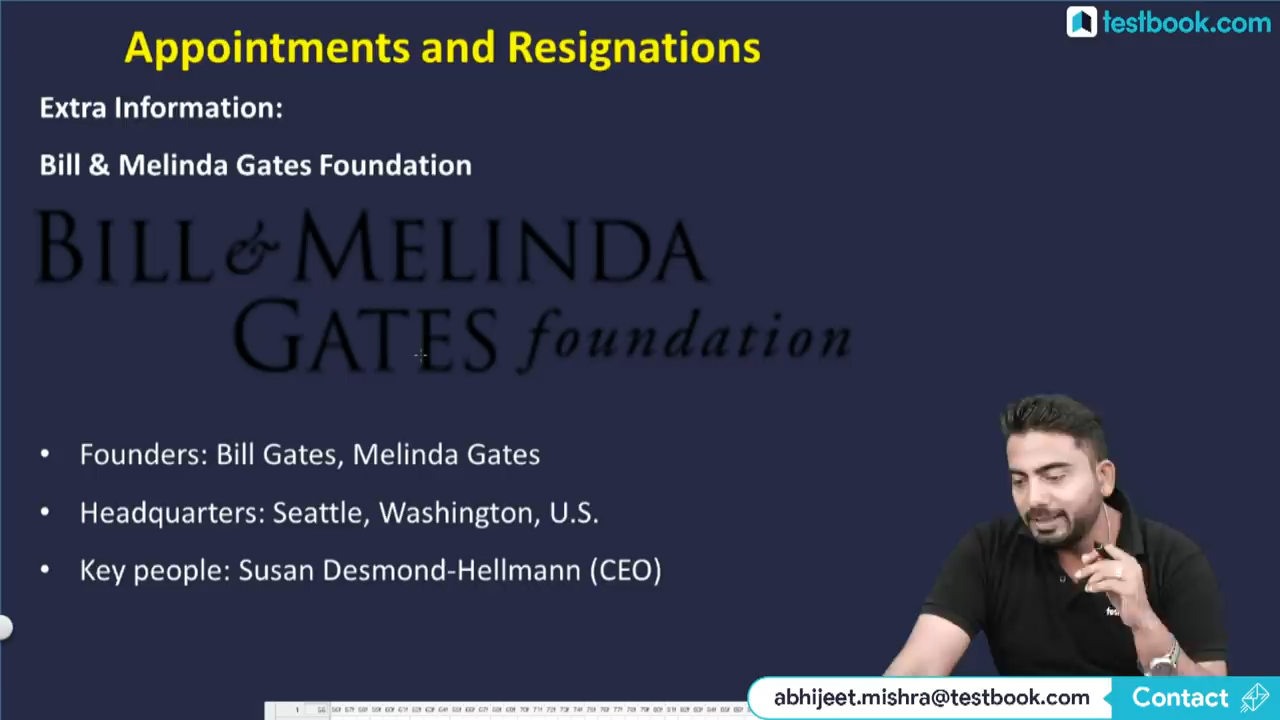 testbook.com
Appointments and Resignations
Extra Information:
Bill & Melinda Gates Foundation
BILL & MELINDA
GATES foundation
• Founders: Bill Gates, Melinda Gates
• Headquarters: Seattle, Washington, U.S.
• Key people: Susan Desmond-Hellmann (CEO)
abhijeet.mishra@testbook.com Contact